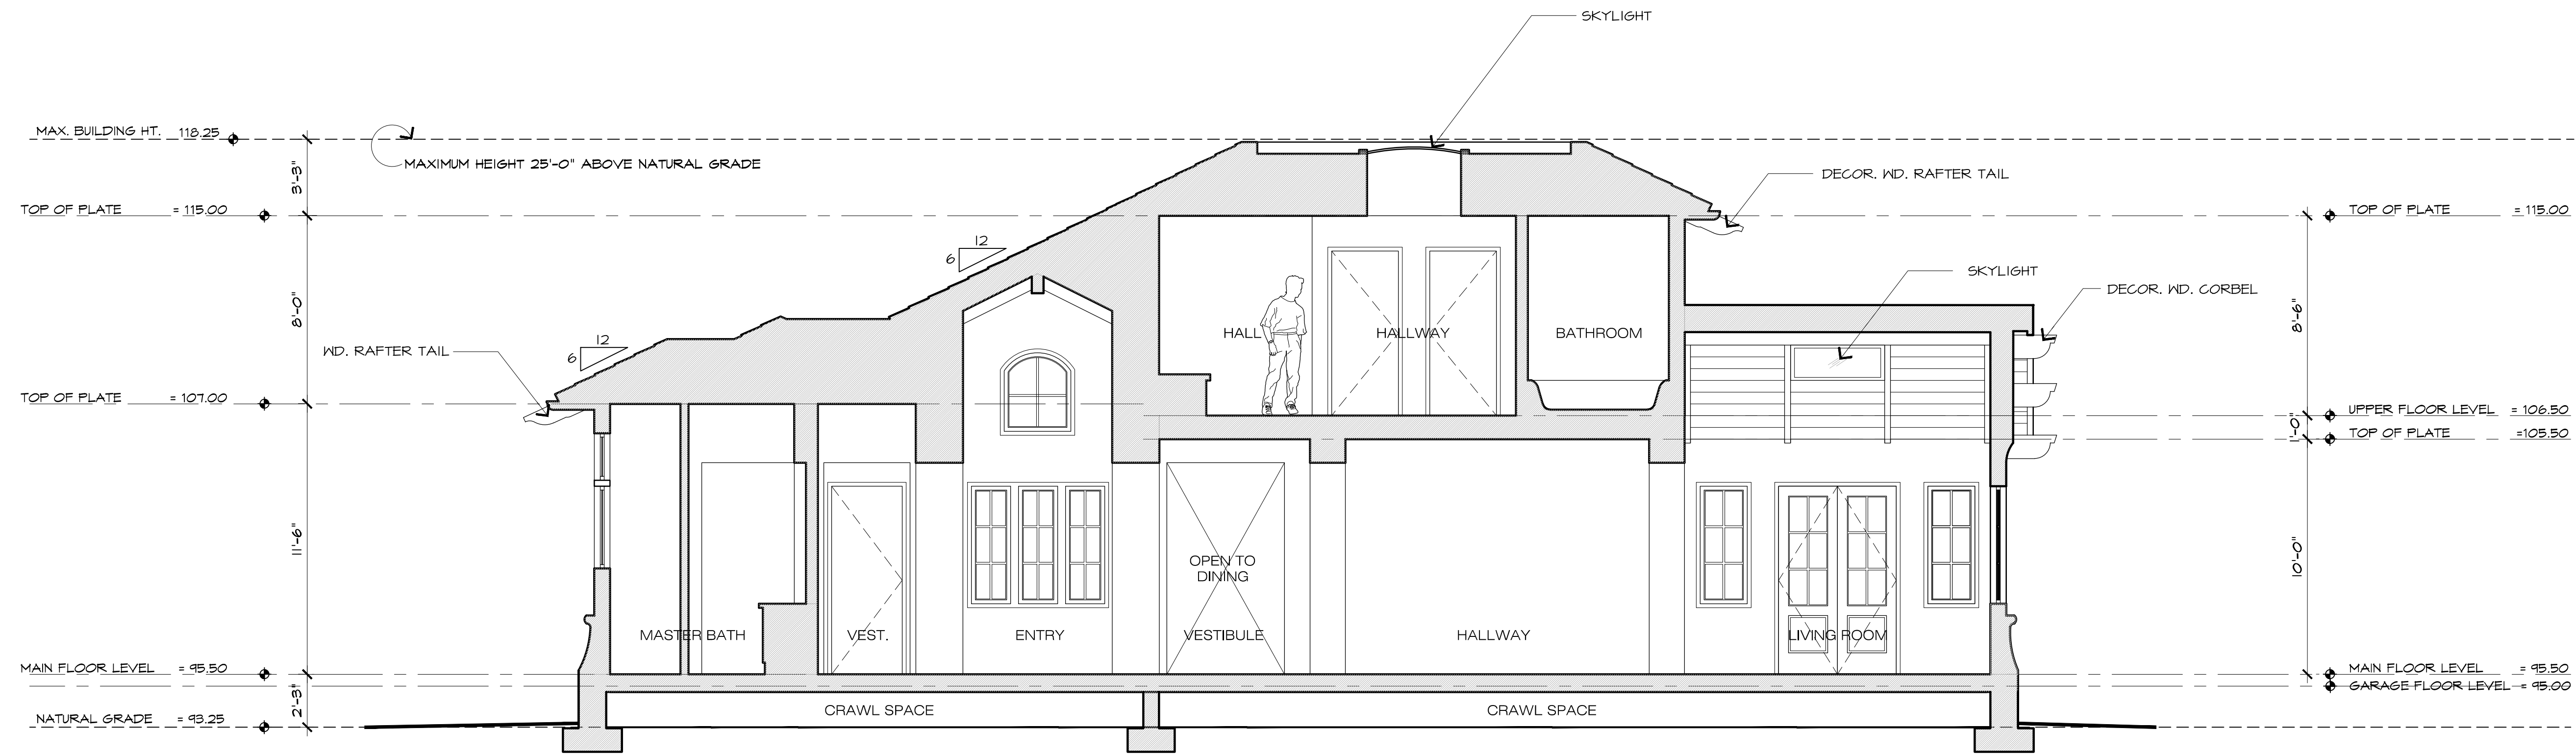 SKYLIGHT
MAX. BUILDING HT. 118.25
MAXIMUM HEIGHT 25'-0" ABOVE NATURAL GRADE
3'-3"
DECOR. WD. RAFTER TAIL
TOP OF PLATE = 115.00
TOP OF PLATE = 115.00
12
6
SKYLIGHT
DECOR. WD. CORBEL
8'-0"
8'-6"
HALL
HALLWAY
BATHROOM
12
6
WD. RAFTER TAIL
TOP OF PLATE = 107.00
UPPER FLOOR LEVEL = 106.50
1'-0"
TOP OF PLATE =105.50
11'-6"
10'-0"
OPEN TO
DINING
MASTER BATH
VEST.
ENTRY
VESTIBULE
HALLWAY
LIVING ROOM
MAIN FLOOR LEVEL = 95.50
MAIN FLOOR LEVEL = 95.50
GARAGE FLOOR LEVEL = 95.00
2'-3"
CRAWL SPACE
CRAWL SPACE
NATURAL GRADE = 93.25